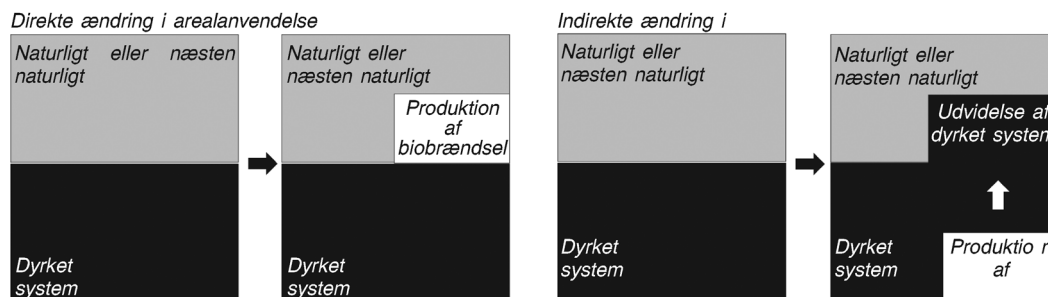 Direkte ændring i arealanvendelse
Naturligt eller næsten
naturligt
Dyrket
system
Naturligt eller
næsten naturligt
Produktion
af
biobrændsel
Dyrket
system
Indirekte ændring i
Naturligt eller
næsten naturligt
Dyrket
system
Naturligt eller
næsten naturligt
Udvidelse af
dyrket system
Dyrket
system
Produktio n
af